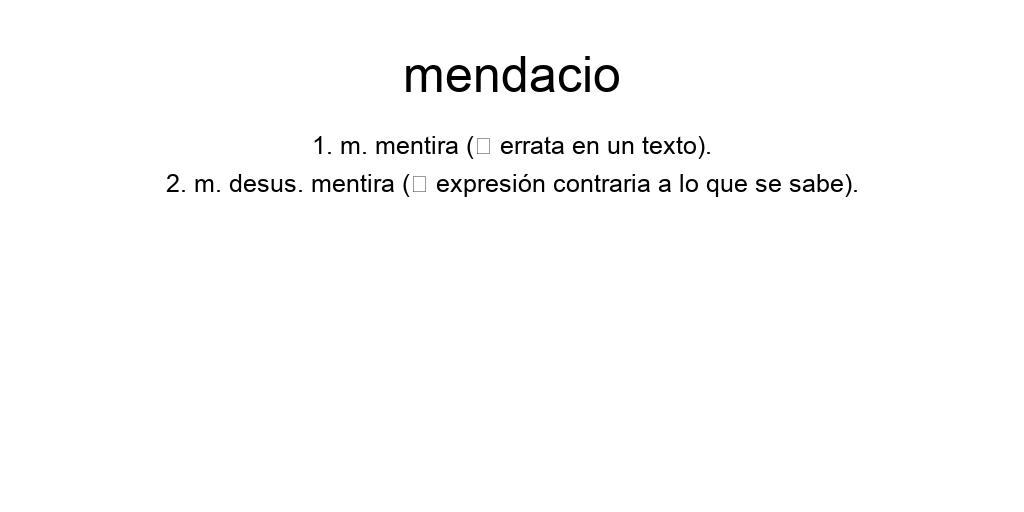 mendacio
1. m. mentira (□ errata en un texto).
2. m. desus. mentira (□ expresión contraria a lo que se sabe).